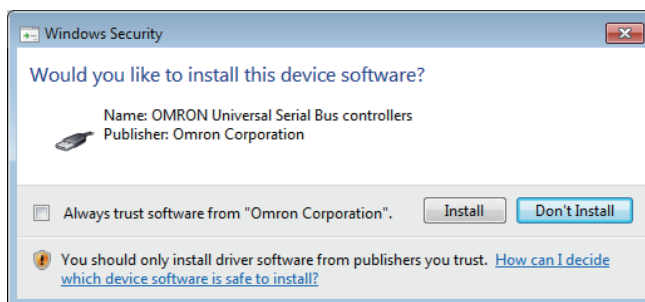 Windows Security
Would you like to install this device software?
Name: OMRON Universal Serial Bus controllers
Publisher: Omron Corporation
Always trust software from "Omron Corporation".
Install
Don't Install
You should only install driver software from publishers you trust. How can I decide
which device software is safe to install?